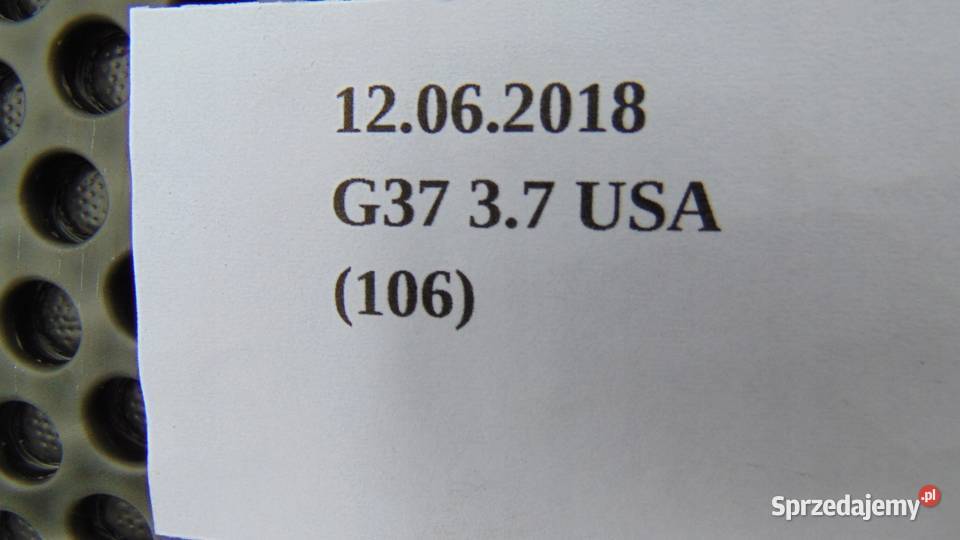 12.06.2018
G37 3.7 USA
(106)
Sprzedajemy.pl